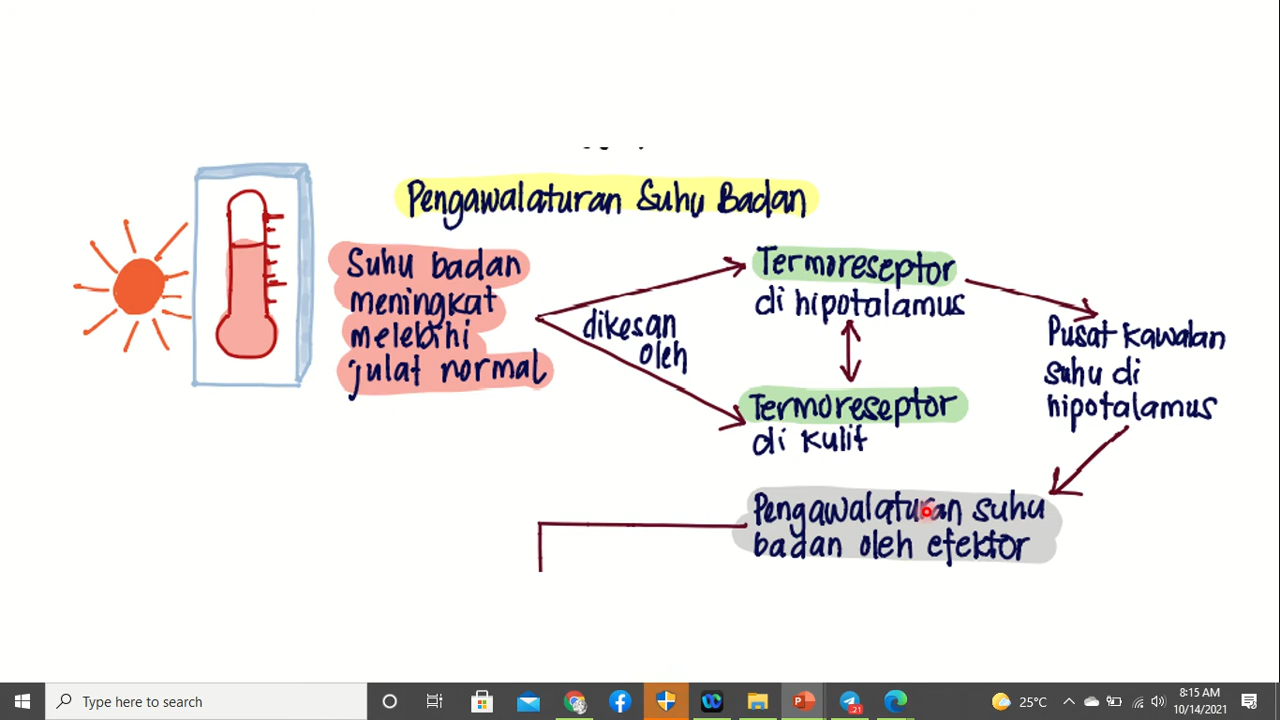 Pengawalaturan Suhu Badan
Suhu badan
meningkat
melebihi
julat normal
dikesan
oleh
Termoreseptor
di hipotalamus
Termoreseptor
di kulit
Pusat Kawalan
suhu di
hipotalamus
Pengawalaturan suhu
badan oleh efektor
Type here to search
21
25°C
8:15 AM
10/14/2021